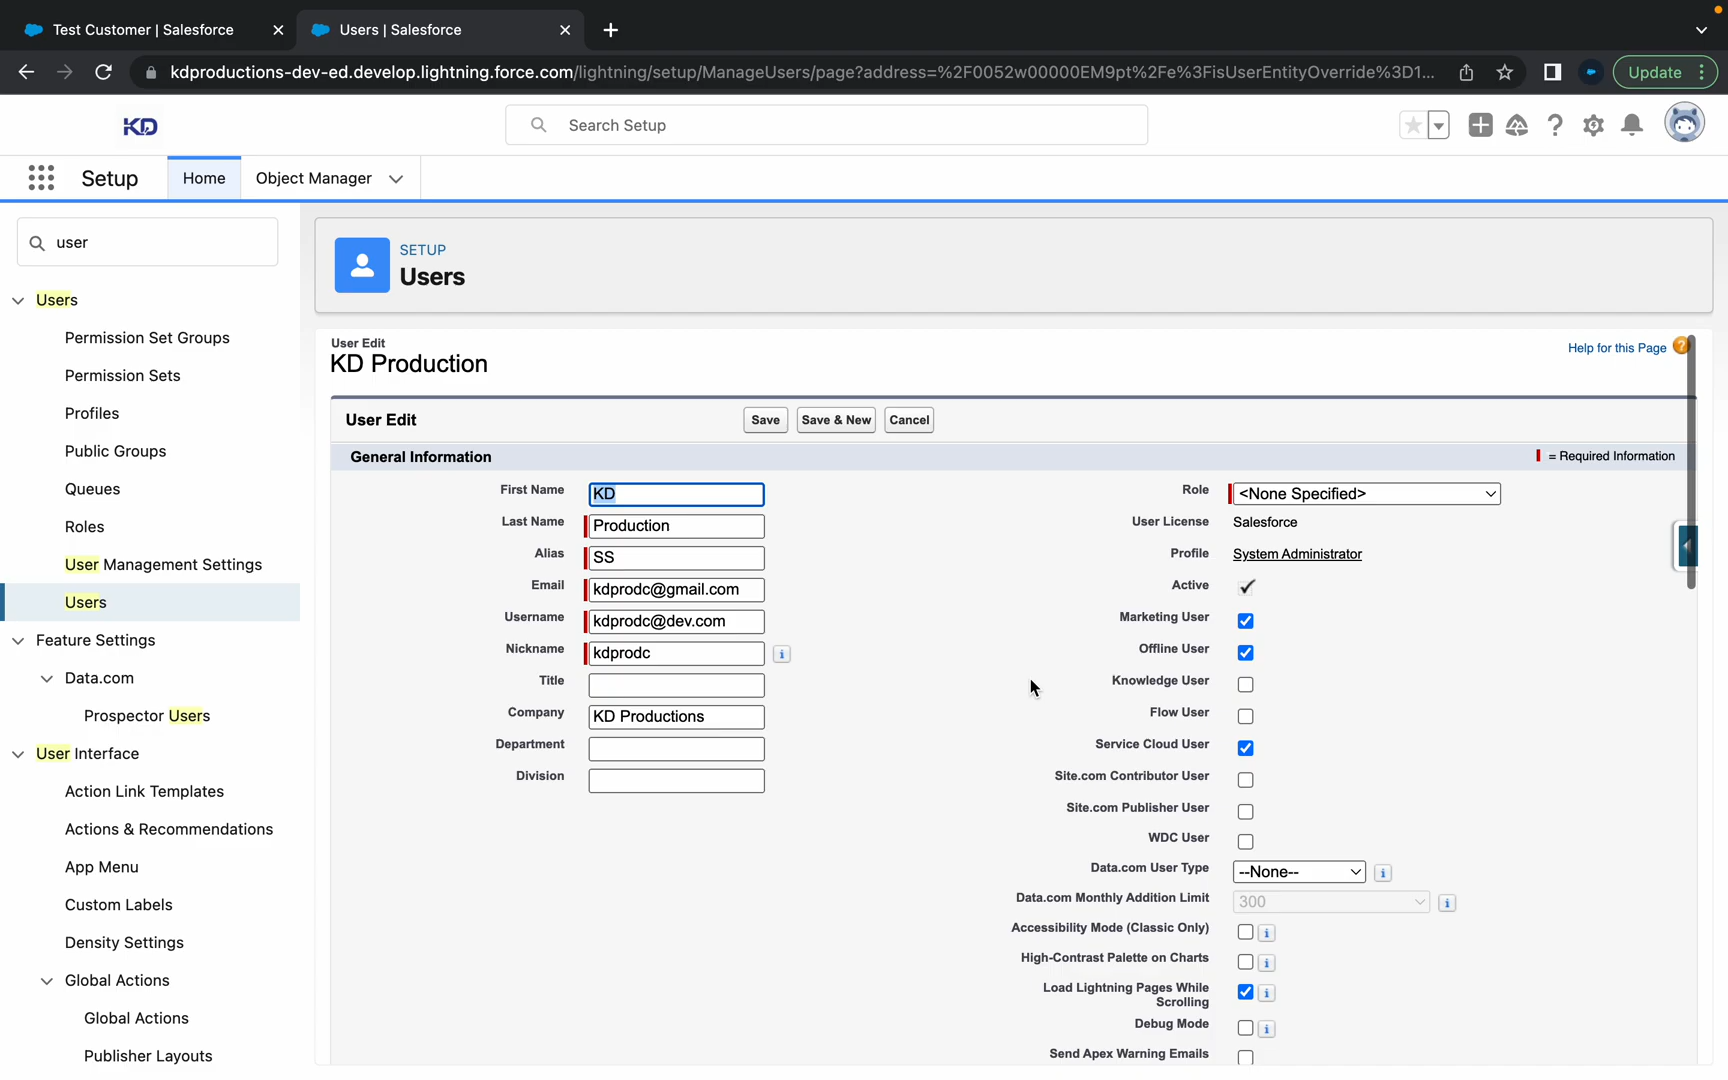 Test Customer | Salesforce
Users | Salesforce
kdproductions-dev-ed.develop.lightning.force.com/lightning/setup/ManageUsers/page?address=%2F0052w00000EM9pt%2Fe%3FisUserEntityOverride%3D1...
Update
KD
Search Setup
Setup
Home
Object Manager
user
Users
Permission Set Groups
Permission Sets
Profiles
Public Groups
Queues
Roles
User Management Settings
Users
Feature Settings
Data.com
Prospector Users
User Interface
Action Link Templates
Actions & Recommendations
App Menu
Custom Labels
Density Settings
Global Actions
Global Actions
Publisher Layouts
SETUP
Users
User Edit
KD Production
Help for this Page
User Edit
Save
Save & New
Cancel
General Information
= Required Information
First Name KD
Last Name Production
Alias SS
Email kdprodc@gmail.com
Username kdprodc@dev.com
Nickname kdprodc
Title
Company KD Productions
Department
Division
Role <None Specified>
User License Salesforce
Profile System Administrator
Active
Marketing User
Offline User
Knowledge User
Flow User
Service Cloud User
Site.com Contributor User
Site.com Publisher User
WDC User
Data.com User Type --None--
Data.com Monthly Addition Limit 300
Accessibility Mode (Classic Only)
High-Contrast Palette on Charts
Load Lightning Pages While
Scrolling
Debug Mode
Send Apex Warning Emails